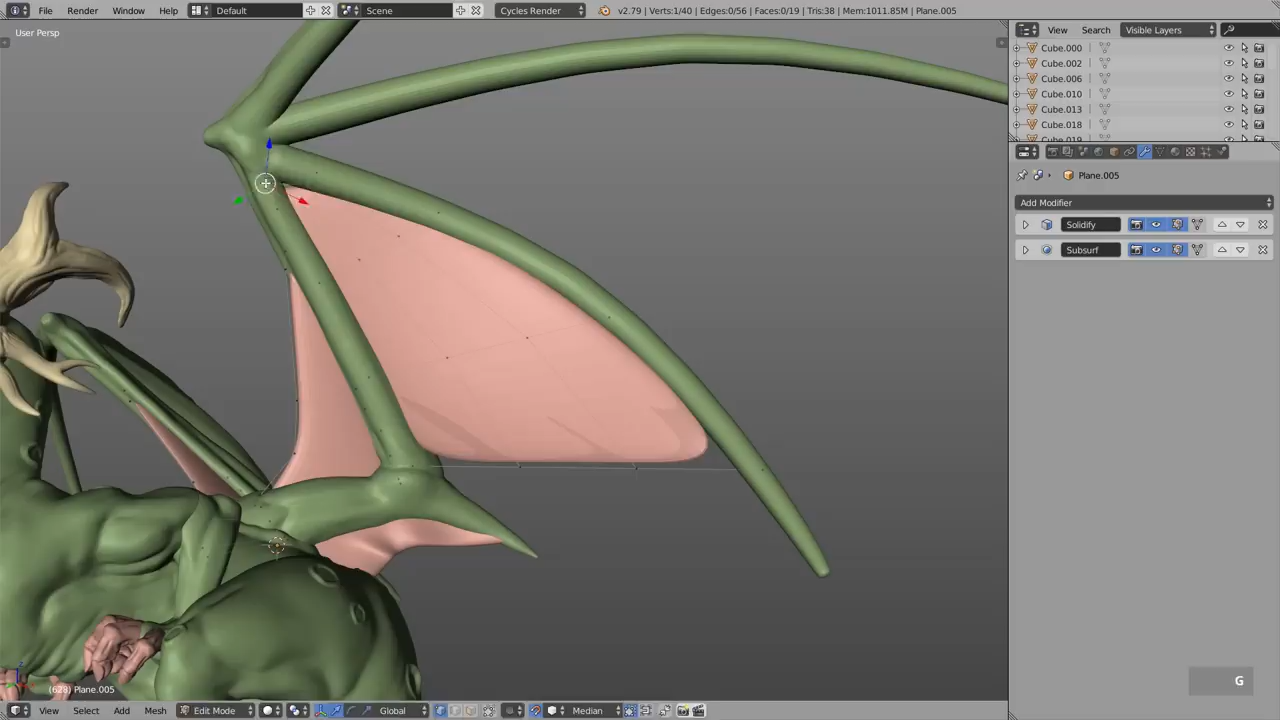 File Render Window Help Default Scene Cycles Render v2.79 | Verts:1/40 | Edges:0/56 | Faces:0/19 | Tris:38 | Mem:1011.85M | Plane.005
User Persp
View Search Visible Layers
Cube.000
Cube.002
Cube.006
Cube.010
Cube.013
Cube.018
Plane.005
Add Modifier
Solidify
Subsurf
G
(628) Plane.005
View Select Add Mesh Edit Mode Global Median